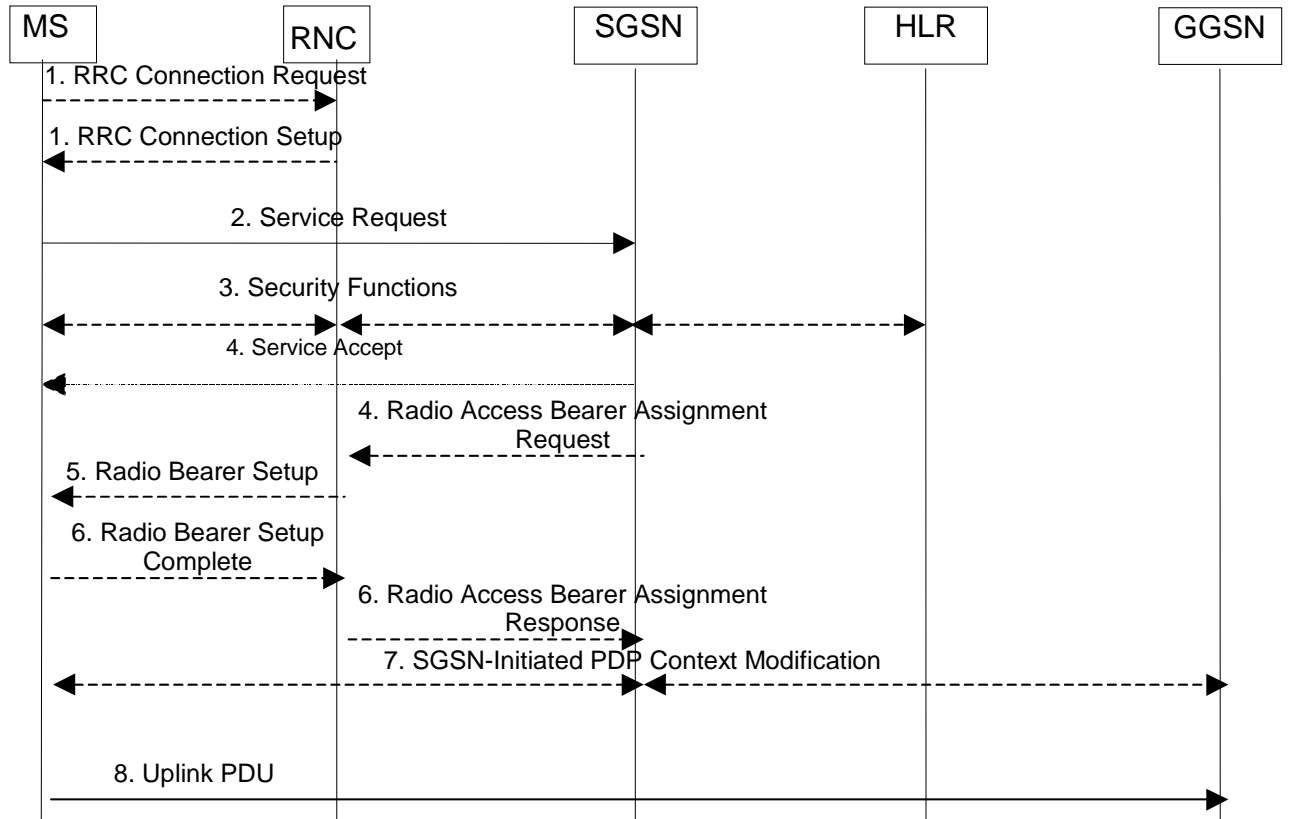 MS
RNC
SGSN
HLR
GGSN
1. RRC Connection Request
1. RRC Connection Setup
2. Service Request
3. Security Functions
4. Service Accept
4. Radio Access Bearer Assignment
Request
5. Radio Bearer Setup
6. Radio Bearer Setup
Complete
6. Radio Access Bearer Assignment
Response
7. SGSN-Initiated PDP Context Modification
8. Uplink PDU